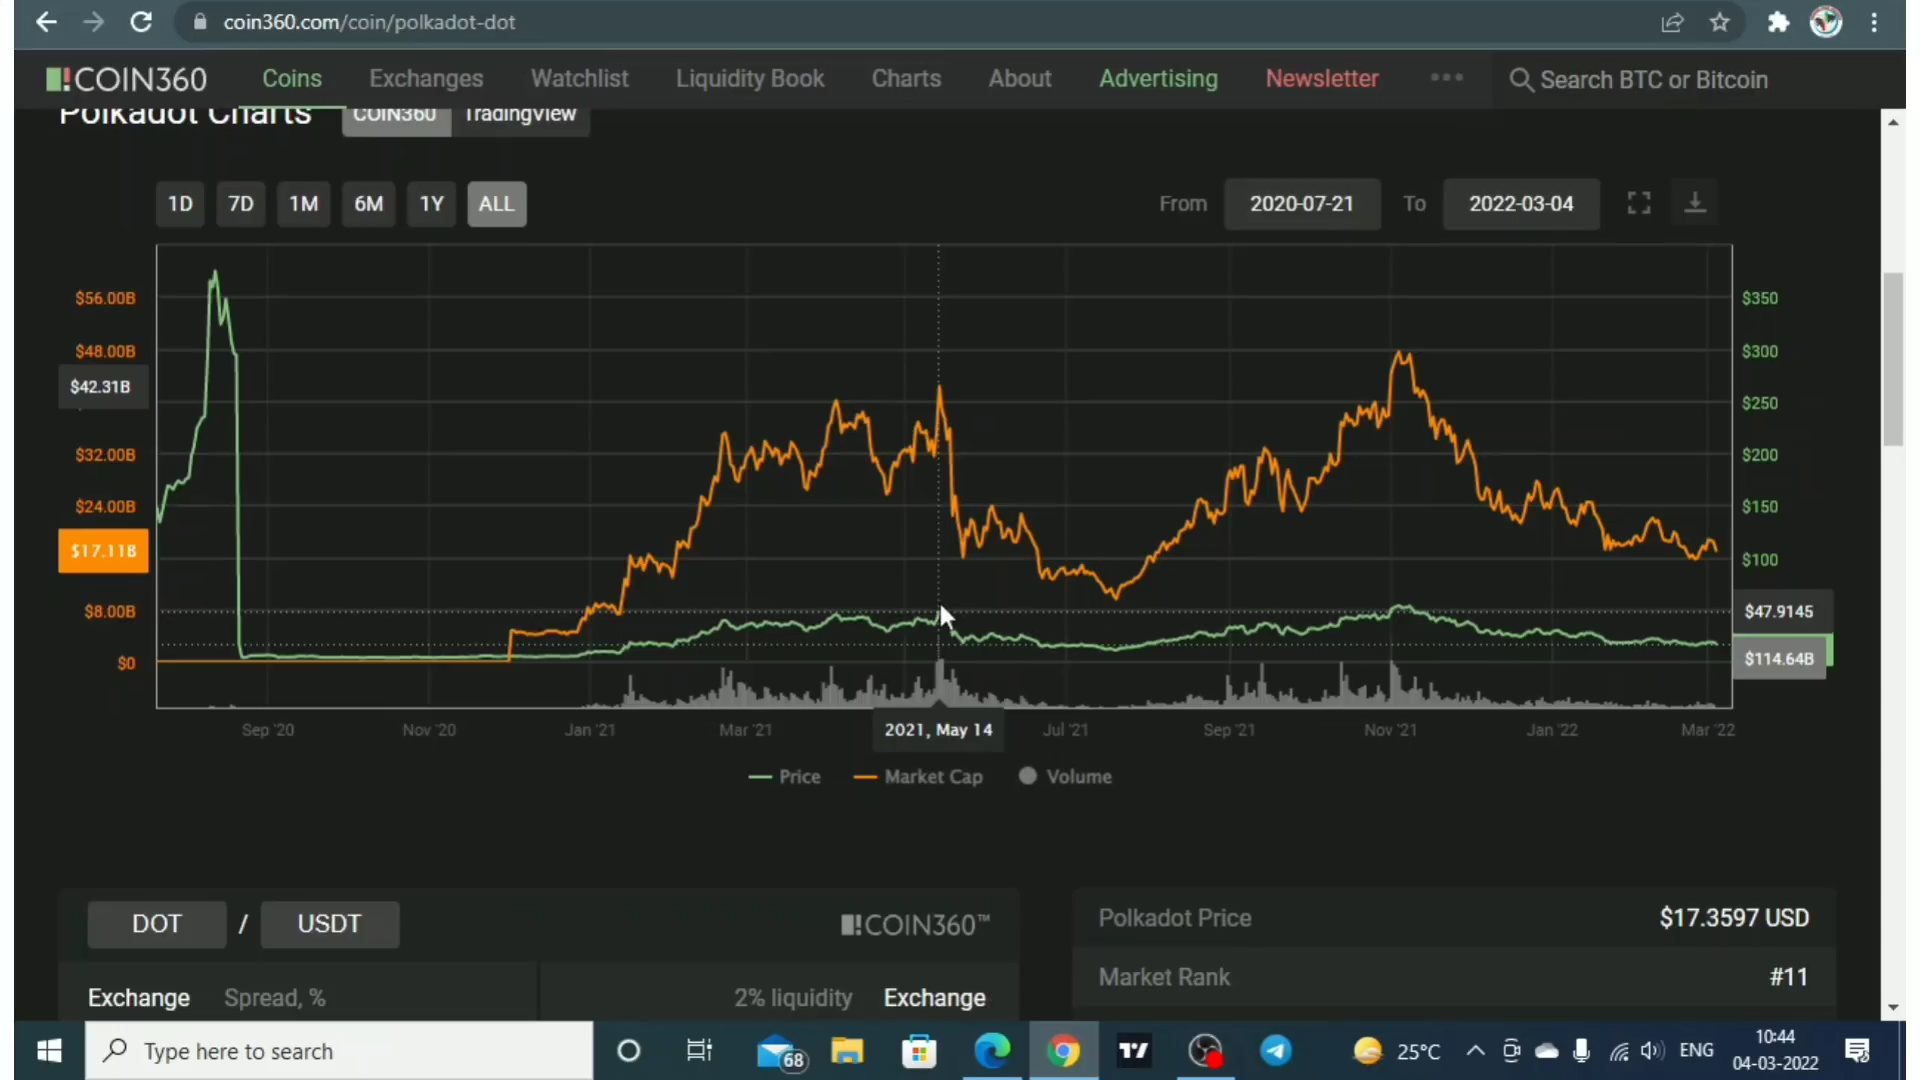 coin360.com/coin/polkadot-dot
COIN360 Coins Exchanges Watchlist Liquidity Book Charts About Advertising Newsletter Search BTC or Bitcoin
Polkadot Charts COIN360 TradingView
1D 7D 1M 6M 1Y ALL From 2020-07-21 To 2022-03-04
$56.00B $350
$48.00B $300
$42.31B
$250
$32.00B $200
$24.00B $150
$17.11B $100
$8.00B $47.9145
$0 $114.64B
Sep '20 Nov '20 Jan '21 Mar '21 2021, May 14 Jul '21 Sep '21 Nov '21 Jan '22 Mar '22
Price Market Cap Volume
DOT / USDT COIN360™ Polkadot Price $17.3597 USD
Market Rank #11
Exchange Spread, % 2% liquidity Exchange
Type here to search 68 25°C ENG 10:44
04-03-2022